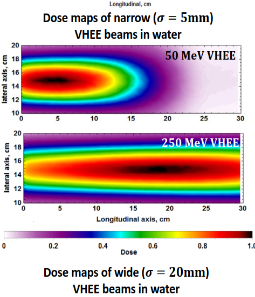 Longitudinal, cm
Dose maps of narrow (σ = 5mm)
VHEE beams in water
20
18
16
14
12
10
lateral axis, cm
50 MeV VHEE
0 5 10 15 20 25 30
20
18
16
14
12
10
lateral axis, cm
250 MeV VHEE
0 5 10 15 20 25 30
Longitudinal axis, cm
0 0.2 0.4 0.6 0.8 1.0
Dose
Dose maps of wide (σ = 20mm)
VHEE beams in water